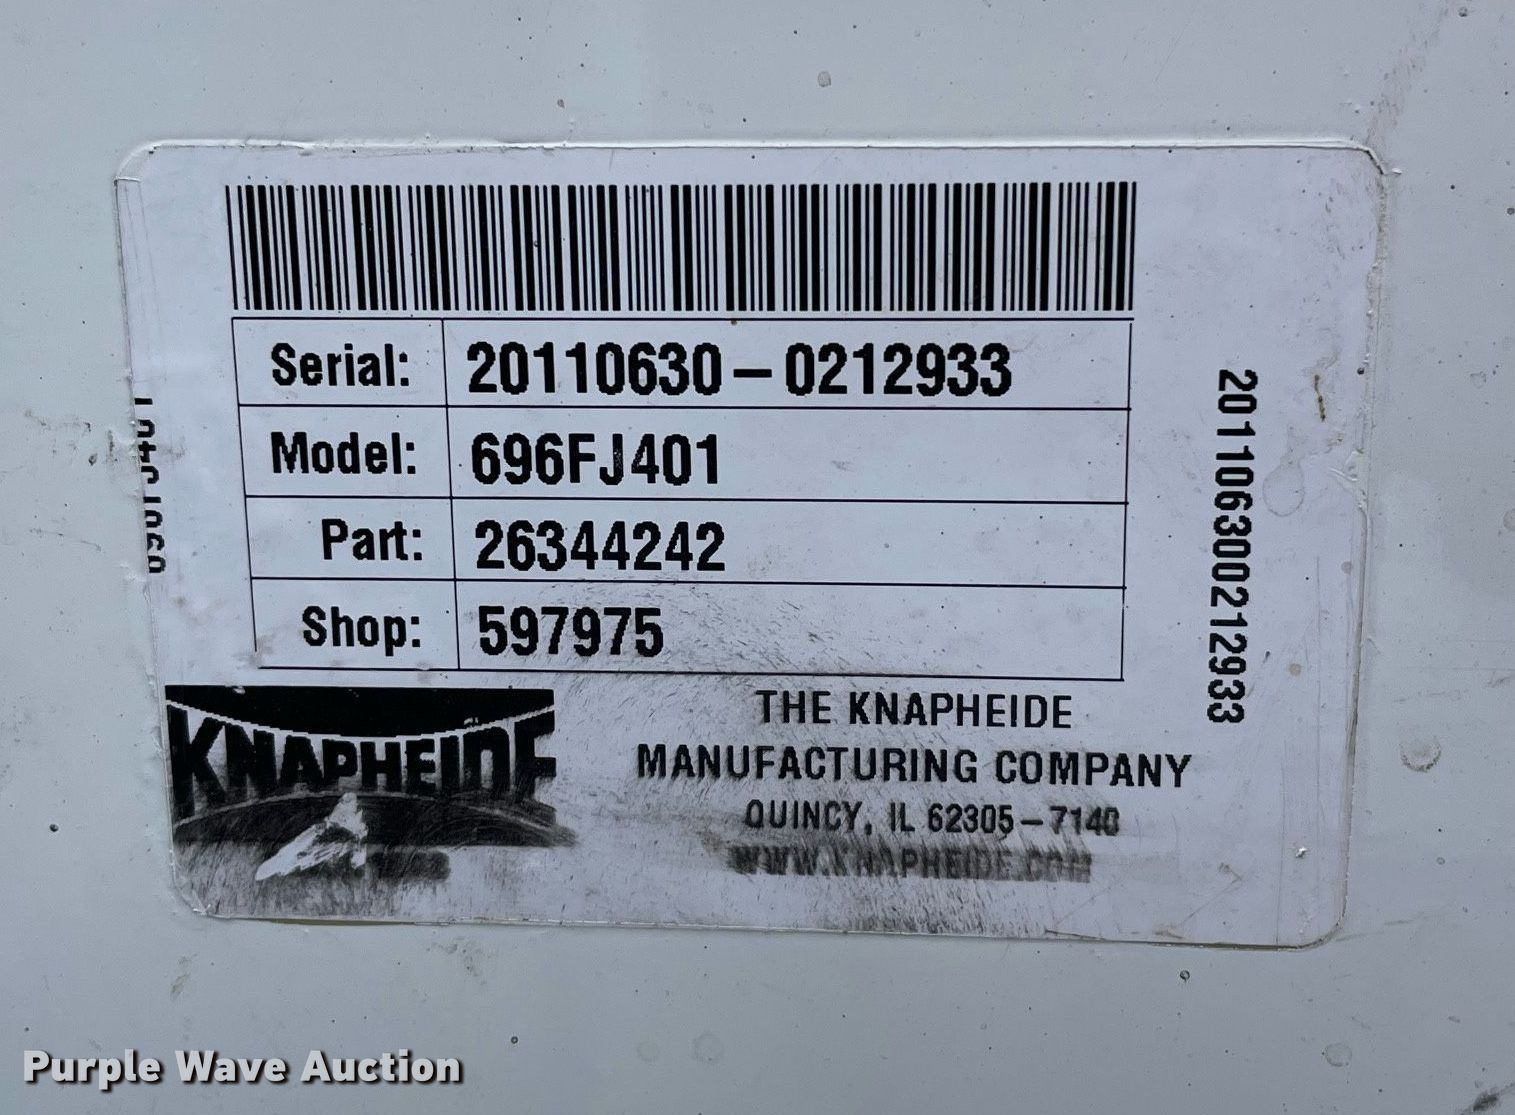 Serial: 20110630-0212933
Model: 696FJ401
Part: 26344242
Shop: 597975
201106300212933
KNAPHEIDE
THE KNAPHEIDE
MANUFACTURING COMPANY
QUINCY, IL 62305-7140
WWW.KNAPHEIDE.COM
Purple Wave Auction